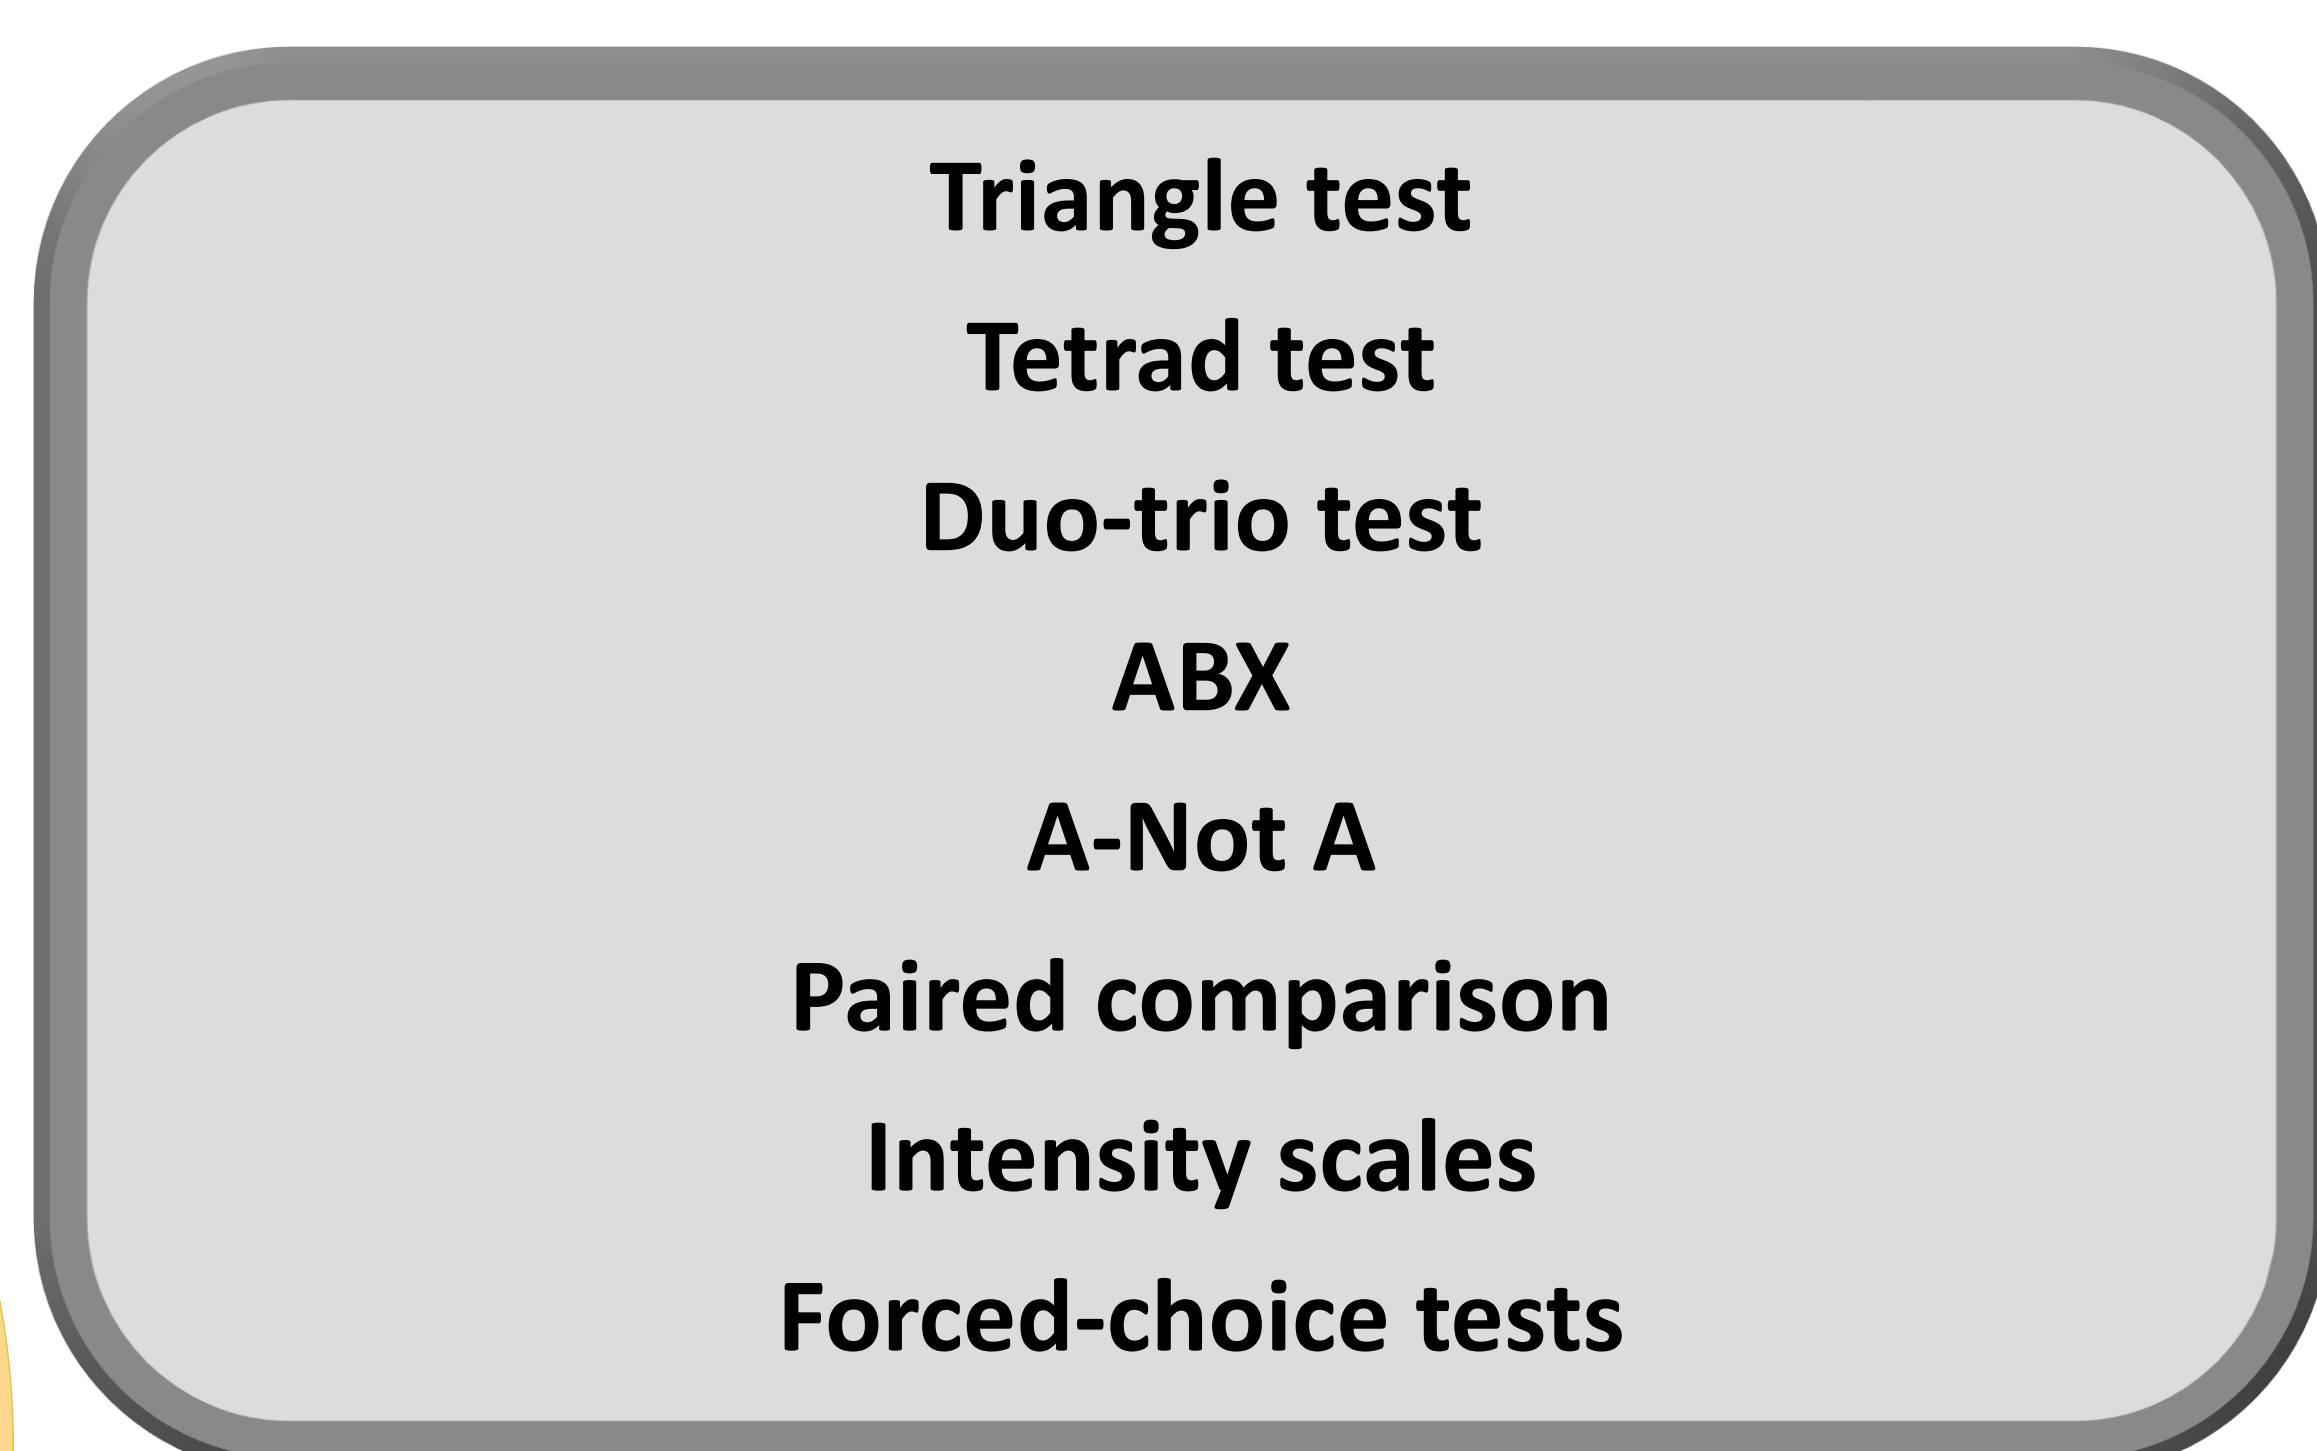 Triangle test
Tetrad test
Duo-trio test
ABX
A-Not A
Paired comparison
Intensity scales
Forced-choice tests